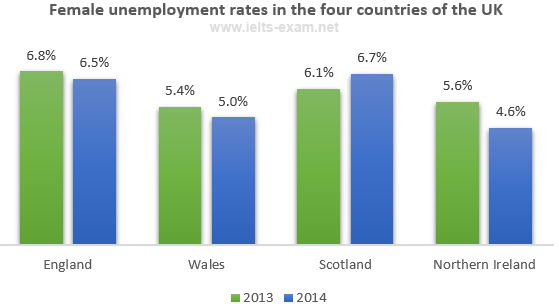 Female unemployment rates in the four countries of the UK
www.ielts-exam.net
6.8% 6.5% 5.4% 5.0% 6.1% 6.7% 5.6% 4.6%
England Wales Scotland Northern Ireland
2013 2014